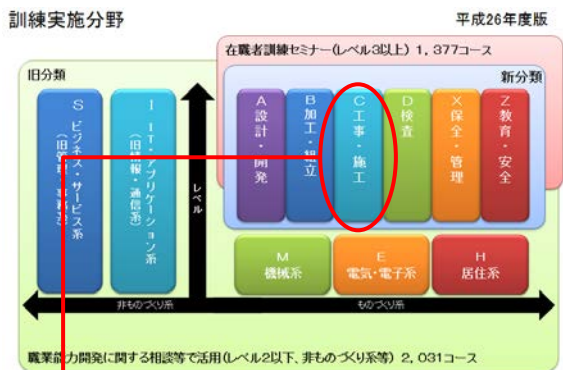 訓練実施分野
平成26年度版
在職者訓練セミナー(レベル3以上) 1,377コース
旧分類
新分類
S ビジネス・サービス系
I IT・アプリケーション系
(旧情報・通信系)
レベル
A 設計・開発
B 加工・組立
C 工事・施工
D 検査
X 保全・管理
Z 教育・安全
M
機械系
E
電気・電子系
H
居住系
非ものづくり系
ものづくり系
職業能力開発に関する相談等で活用(レベル2以下、非ものづくり系等) 2,031コース